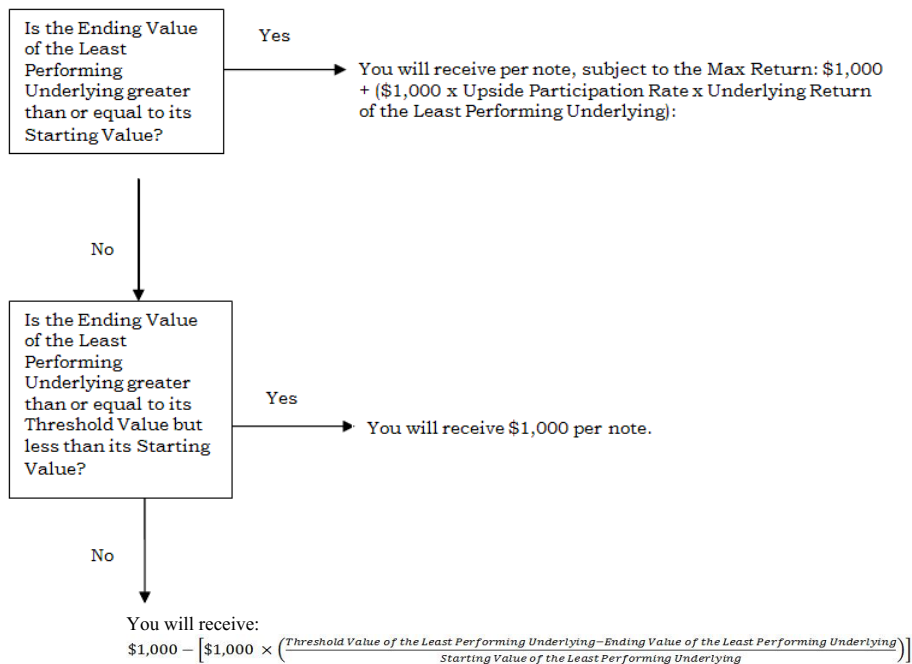 Is the Ending Value
of the Least
Performing
Underlying greater
than or equal to its
Starting Value?
Yes
You will receive per note, subject to the Max Return: $1,000
+ ($1,000 x Upside Participation Rate x Underlying Return
of the Least Performing Underlying):
No
Is the Ending Value
of the Least
Performing
Underlying greater
than or equal to its
Threshold Value but
less than its Starting
Value?
Yes
You will receive $1,000 per note.
No
You will receive:
$1,000 − [$1,000 × (Threshold Value of the Least Performing Underlying−Ending Value of the Least Performing Underlying
Starting Value of the Least Performing Underlying)]